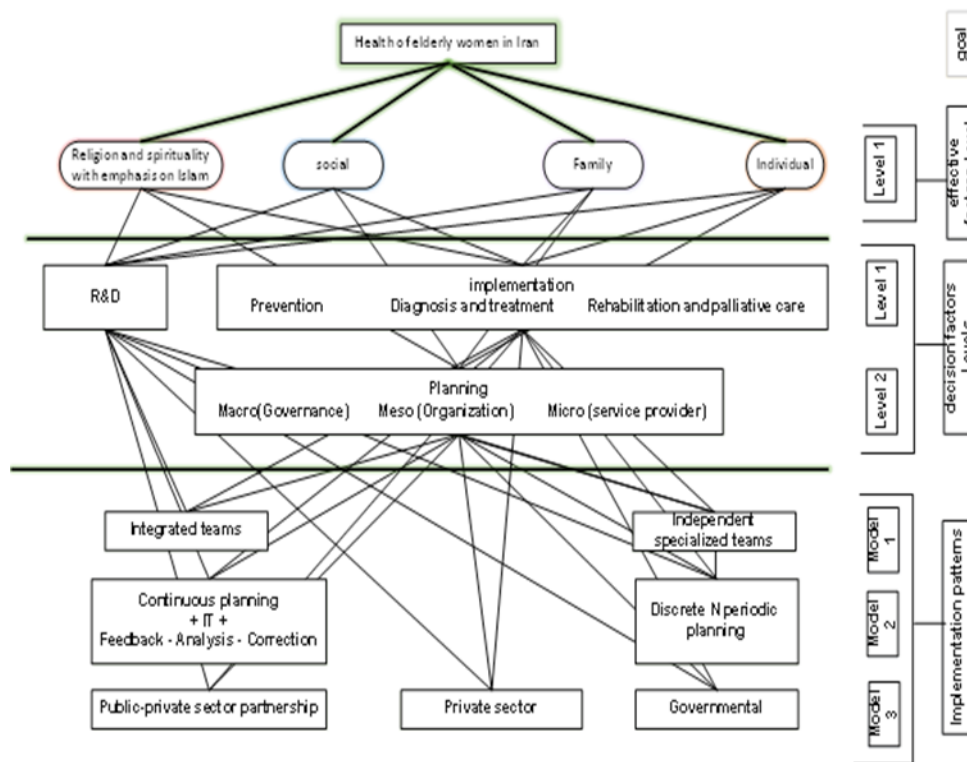 Health of elderly women in Iran
goal
Religion and spirituality
with emphasis on Islam
social
Family
Individual
Level 1
effective
R&D
implementation
Prevention Diagnosis and treatment Rehabilitation and palliative care
Level 1
decision factors
Levels
Planning
Macro(Governance) Meso (Organization) Micro (service provider)
Level 2
Integrated teams
Independent
specialized teams
Model
1
Continuous planning
+ IT +
Feedback - Analysis - Correction
Discrete N periodic
planning
Model
2
Implementation patterns
Public-private sector partnership
Private sector
Governmental
Model
3